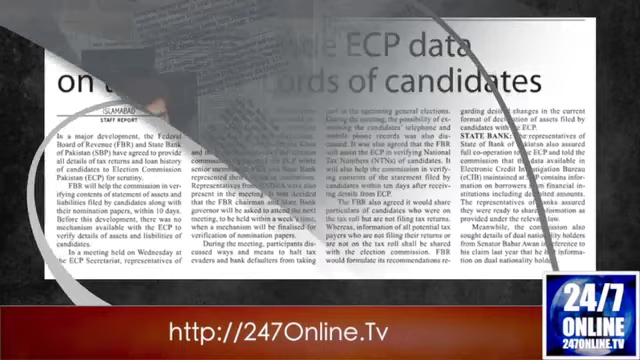 ECP data
on records of candidates
ISLAMABAD
STAFF REPORT
In a major development, the Federal
Board of Revenue (FBR) and State Bank
of Pakistan (SBP) have agreed to provide
all details of tax returns and loan history
of candidates to Election Commission
Pakistan (ECP) for scrutiny.
FBR will help the commission in ver-
ifying contents of statement of assets and
liabilities filed by candidates along with
their nomination papers, within 10 days.
Before this development, there was no
mechanism available with the ECP to
verify details of assets and liabilities of
candidates.
In a meeting held on Wednesday at
the ECP Secretariat, representatives of
commission while
senior members
represented their institutions.
Representatives from were also
present in the meeting. It was decided
that the FBR chairman and State Bank
governor will be asked to attend the next
meeting, to be held within a week's time,
when a mechanism will be finalised for
verification of nomination papers.
During the meeting, participants dis-
cussed ways and means to halt tax
evaders and bank defaulters from taking
part in the upcoming general elections.
During the meeting, the possibility of ex-
amining the candidates' telephone and
mobile phone records was also dis-
cussed. It was also agreed that the FBR
will assist the ECP in verifying National
Tax Numbers (NTNs) of candidates. It
will also help the commission in verify-
ing concerns the statement filed by
candidates within ten days after receiv-
ing details from ECP.
The FBR also agreed it would share
particulars of candidates who were on
the tax roll but are not filing tax returns.
Whereas, information of all potential tax
payers who are not filing their returns or
are not on the tax roll shall be shared
with the election commission. FBR
would formulate its recommendations re-
garding desired changes in the current
format of declaration of assets filed by
candidates with the ECP.
STATE BANK: The representatives of
State of Bank of Pakistan also assured
full co-operation to the ECP and told the
commission that the data available in
Electronic Credit Investigation Bureau
(eCIB) maintained at SBP contains infor-
mation on borrowers from financial in-
stitutions including defaulted amounts.
The representatives of banks assured
they were ready to share information as
provided under the relevant law.
Meanwhile, the commission also
sought details of dual nationality holders
from Senator Babar Awan in reference to
his claim last year that he had informa-
tion on dual nationality holders
24/7
ONLINE
247ONLINE.TV
http://247Online.Tv